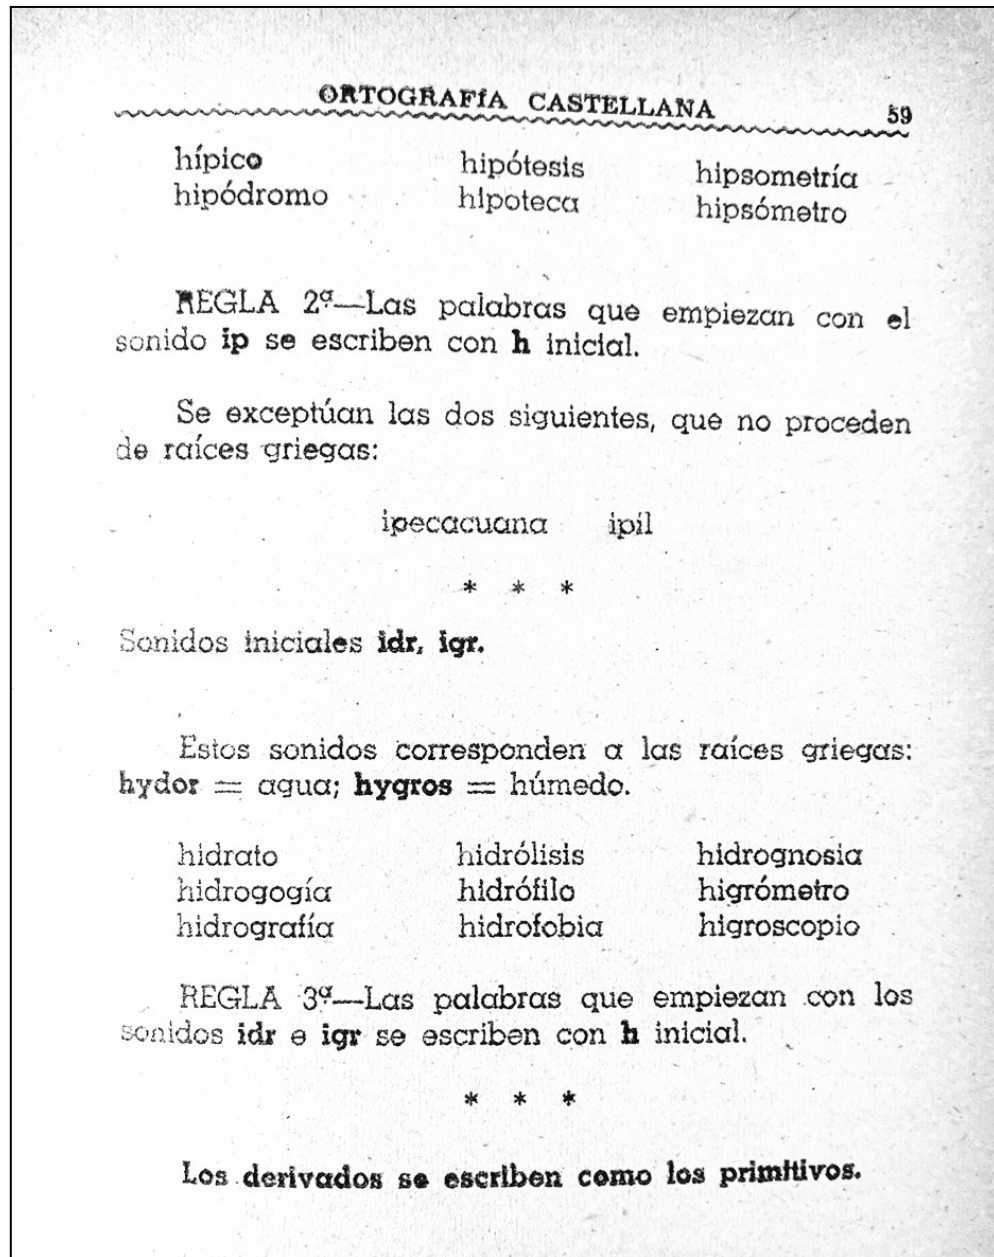 ORTOGRAFÍA CASTELLANA 59
hípico hipótesis hipsometría
hipódromo hipoteca hipsómetro
REGLA 2ª—Las palabras que empiezan con el
sonido ip se escriben con h inicial.
Se exceptúan las dos siguientes, que no proceden
de raíces griegas:
ipecacuana ipil
* * *
Sonidos iniciales idr, igr.
Estos sonidos corresponden a las raíces griegas:
hydor = agua; hygros = húmedo.
hidrato hidrólisis hidrognosia
hidrogogía hidrófilo higrómetro
hidrografía hidrofobia higroscopio
REGLA 3ª—Las palabras que empiezan con los
sonidos idr e igr se escriben con h inicial.
* * *
Los derivados se escriben como los primitivos.